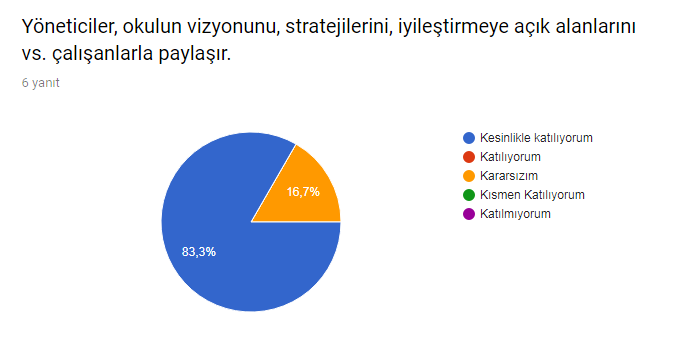 Yöneticiler, okulun vizyonunu, stratejilerini, iyileştirmeye açık alanlarını
vs. çalışanlarla paylaşır.
6 yanıt
Kesinlikle katılıyorum
Katılıyorum
Kararsızım
Kısmen Katılıyorum
Katılmıyorum
16,7%
83,3%